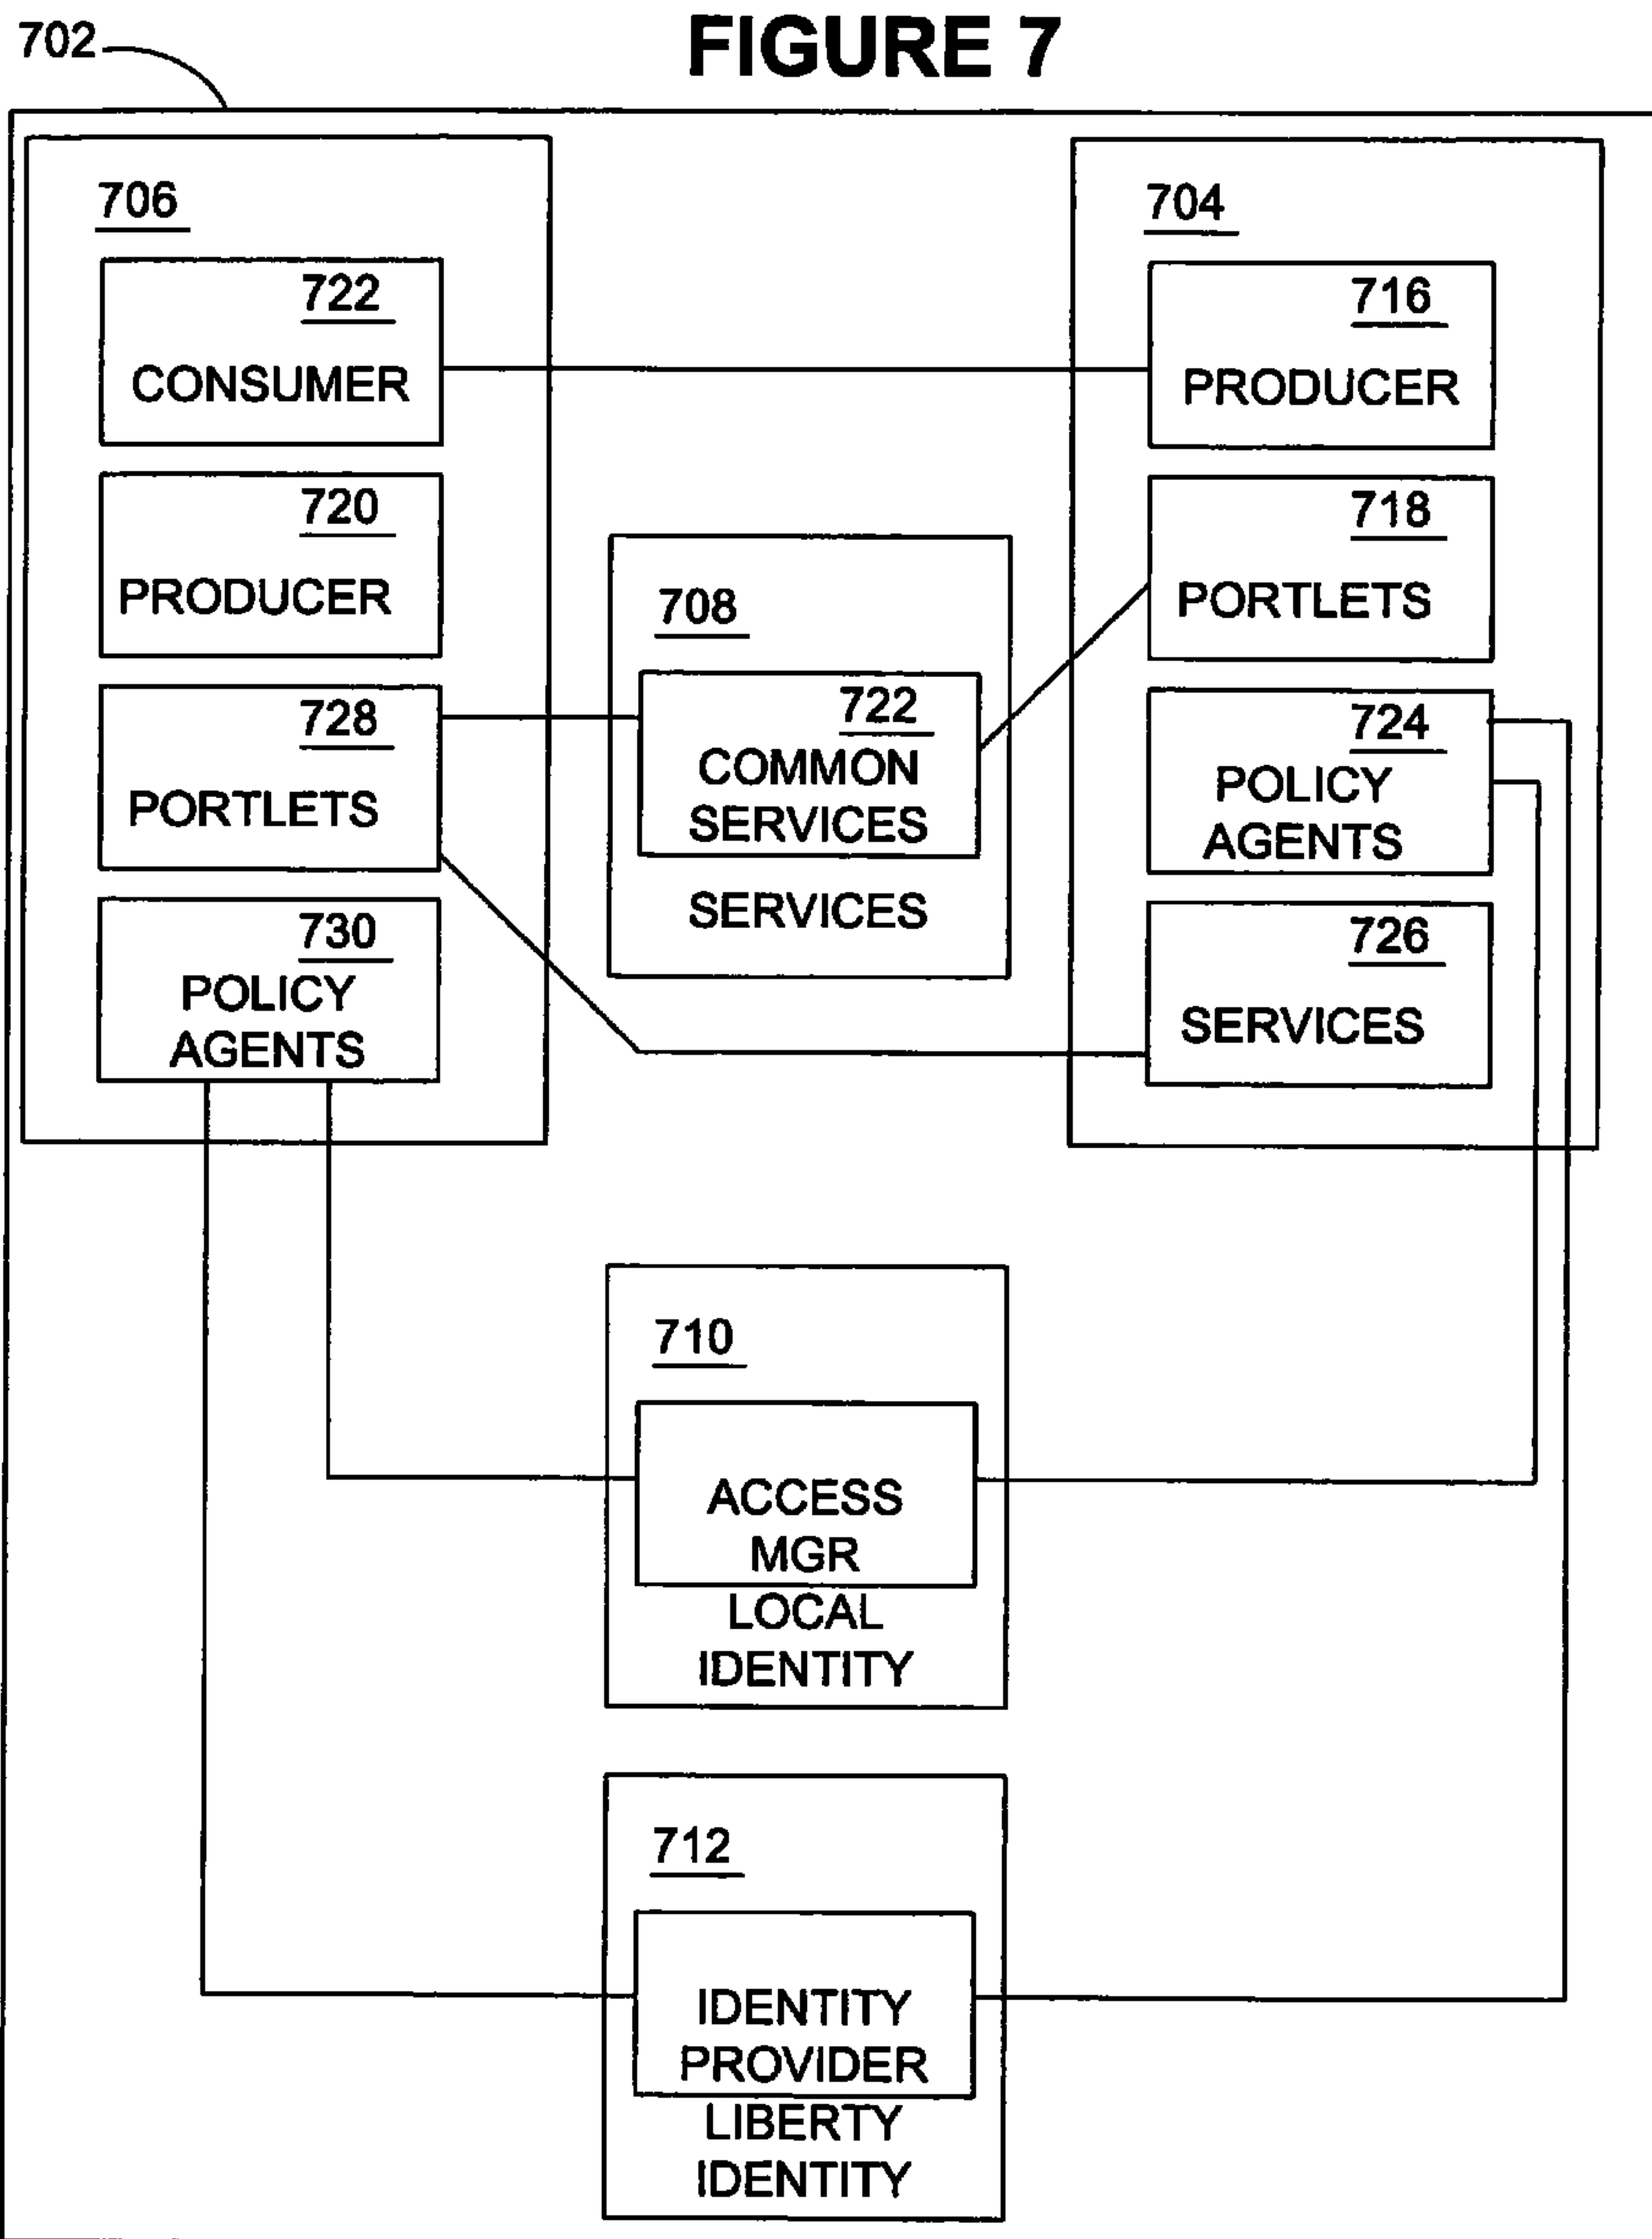 FIGURE 7
702
706
722
CONSUMER
720
PRODUCER
728
PORTLETS
730
POLICY
AGENTS
708
722
COMMON
SERVICES
SERVICES
704
716
PRODUCER
718
PORTLETS
724
POLICY
AGENTS
726
SERVICES
710
ACCESS
MGR
LOCAL
IDENTITY
712
IDENTITY
PROVIDER
LIBERTY
IDENTITY